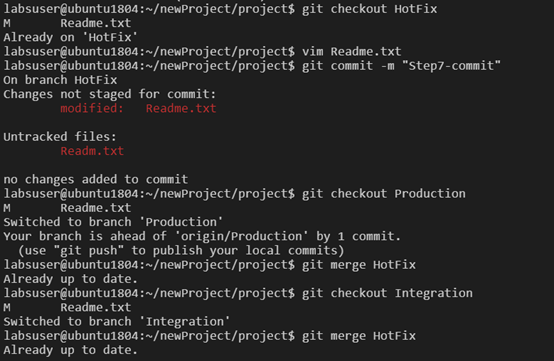 labsuser@ubuntu1804:~/newProject/project$ git checkout HotFix
M       Readme.txt
Already on 'HotFix'
labsuser@ubuntu1804:~/newProject/project$ vim Readme.txt
labsuser@ubuntu1804:~/newProject/project$ git commit -m "Step7-commit"
On branch HotFix
Changes not staged for commit:
        modified:   Readme.txt

Untracked files:
        Readm.txt

no changes added to commit
labsuser@ubuntu1804:~/newProject/project$ git checkout Production
M       Readme.txt
Switched to branch 'Production'
Your branch is ahead of 'origin/Production' by 1 commit.
  (use "git push" to publish your local commits)
labsuser@ubuntu1804:~/newProject/project$ git merge HotFix
Already up to date.
labsuser@ubuntu1804:~/newProject/project$ git checkout Integration
M       Readme.txt
Switched to branch 'Integration'
labsuser@ubuntu1804:~/newProject/project$ git merge HotFix
Already up to date.